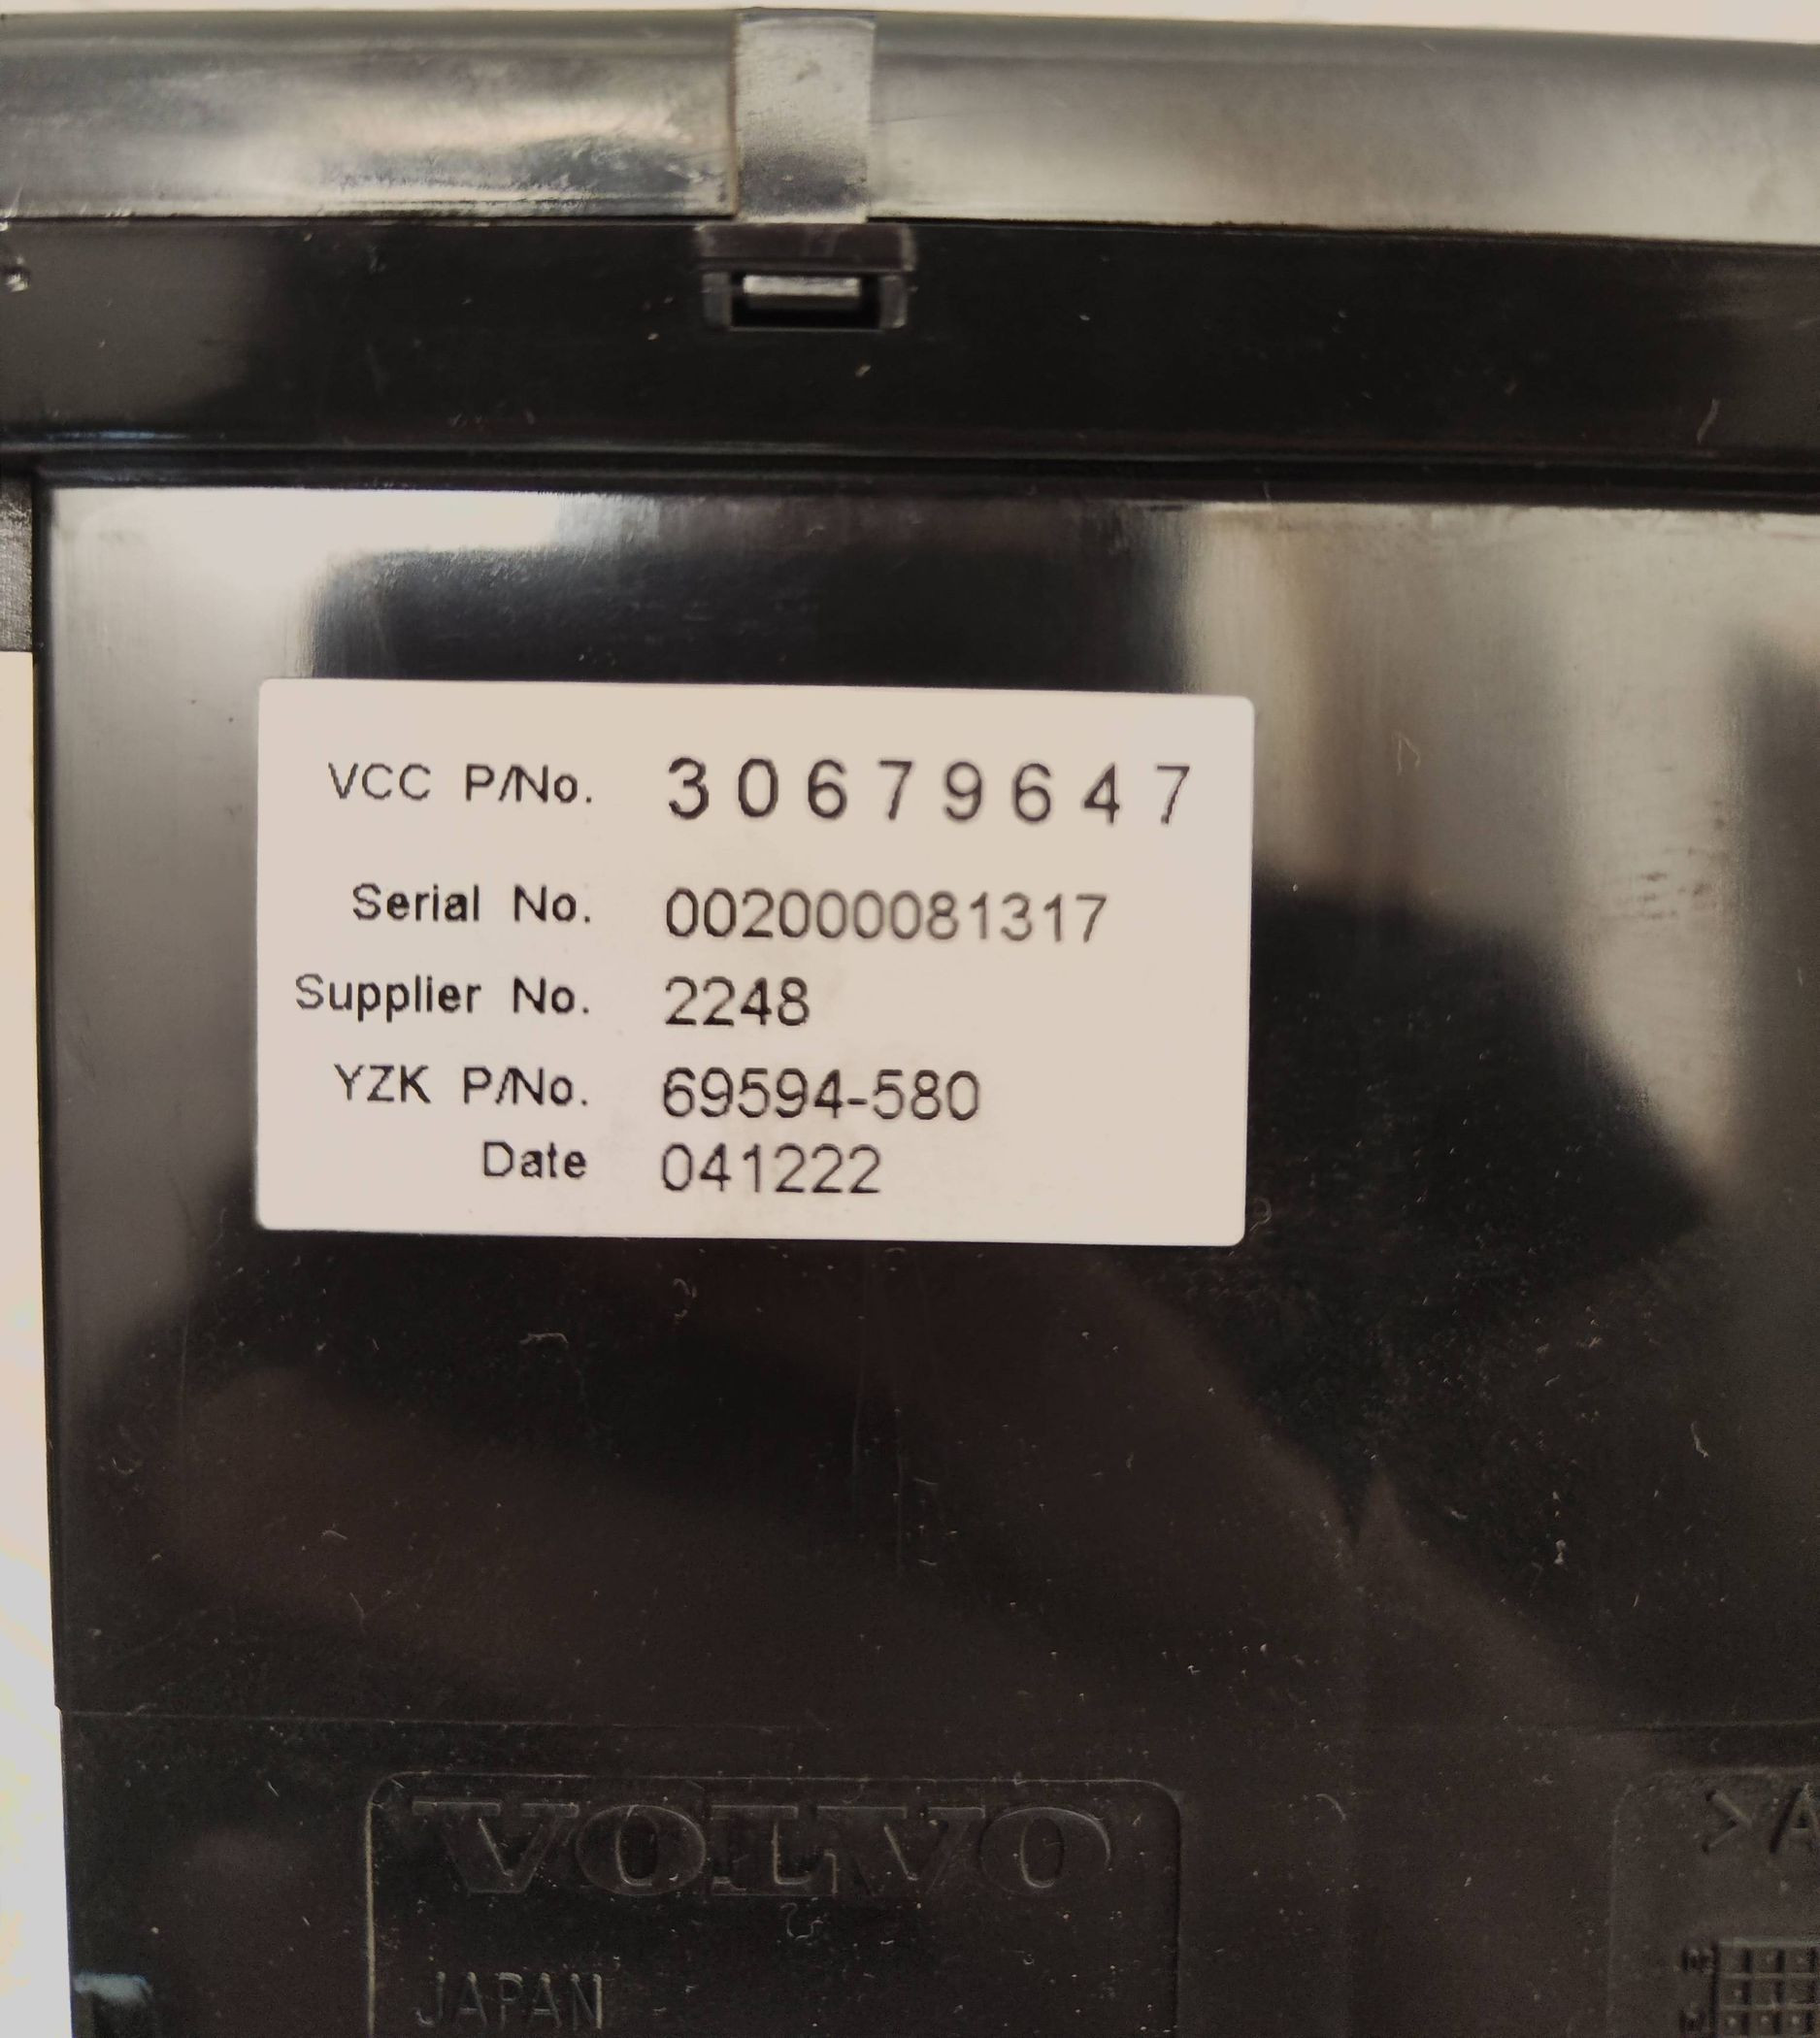 VCC P/No. 30679647
Serial No. 002000081317
Supplier No. 2248
YZK P/No. 69594-580
Date 041222
VOLVO
JAPAN
>A